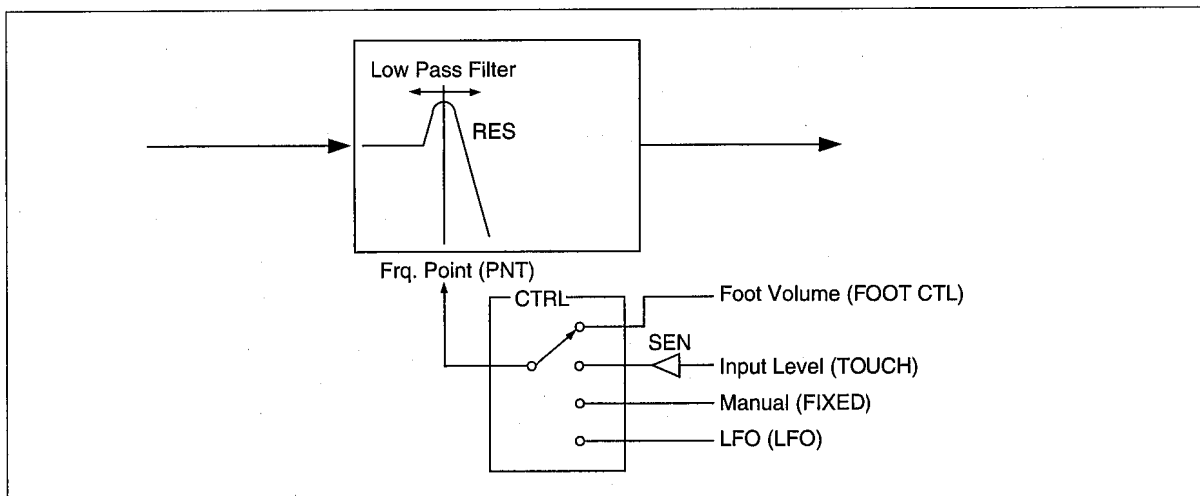 Low Pass Filter
RES
Frq. Point (PNT)
CTRL
Foot Volume (FOOT CTL)
SEN
Input Level (TOUCH)
Manual (FIXED)
LFO (LFO)